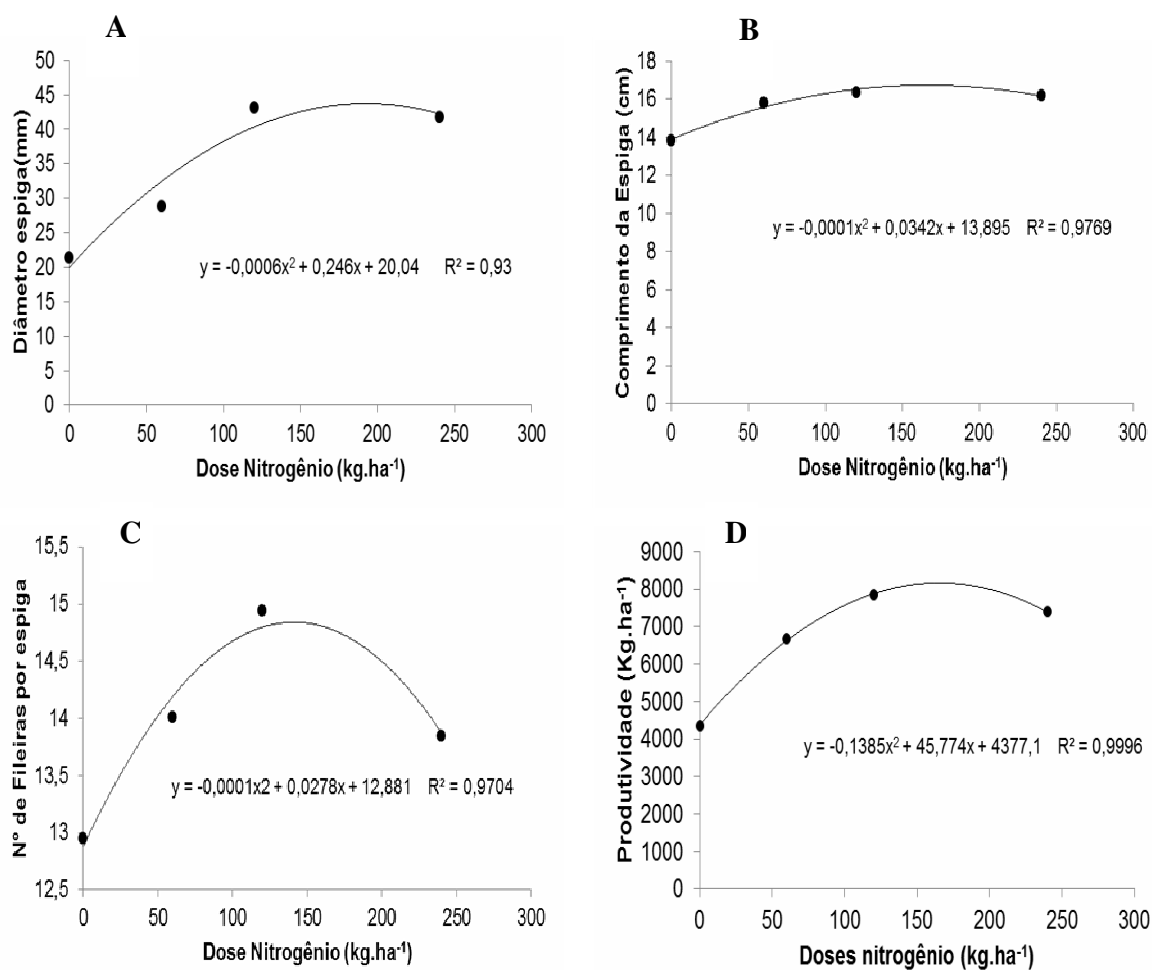 A
Diâmetro espiga(mm)
50
45
40
35
30
25
20
15
10
5
0
y = -0,0006x² + 0,246x + 20,04 R² = 0,93
0 50 100 150 200 250 300
Dose Nitrogênio (kg.ha⁻¹)
B
Comprimento da Espiga (cm)
18
16
14
12
10
8
6
4
2
0
y = -0,0001x² + 0,0342x + 13,895 R² = 0,9769
0 50 100 150 200 250 300
Dose Nitrogênio (kg.ha⁻¹)
C
N° de Fileiras por espiga
15,5
15
14,5
14
13,5
13
12,5
y = -0,0001x2 + 0,0278x + 12,881 R² = 0,9704
0 50 100 150 200 250 300
Dose Nitrogênio (kg.ha⁻¹)
D
Produtividade (Kg.ha⁻¹)
9000
8000
7000
6000
5000
4000
3000
2000
1000
0
y = -0,1385x² + 45,774x + 4377,1 R² = 0,9996
0 50 100 150 200 250 300
Doses nitrogênio (kg.ha⁻¹)